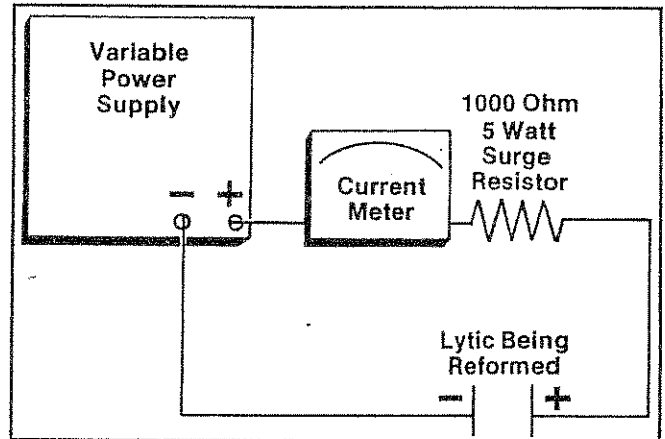 Variable
Power
Supply
- +
Current
Meter
1000 Ohm
5 Watt
Surge
Resistor
Lytic Being
Reformed
- +